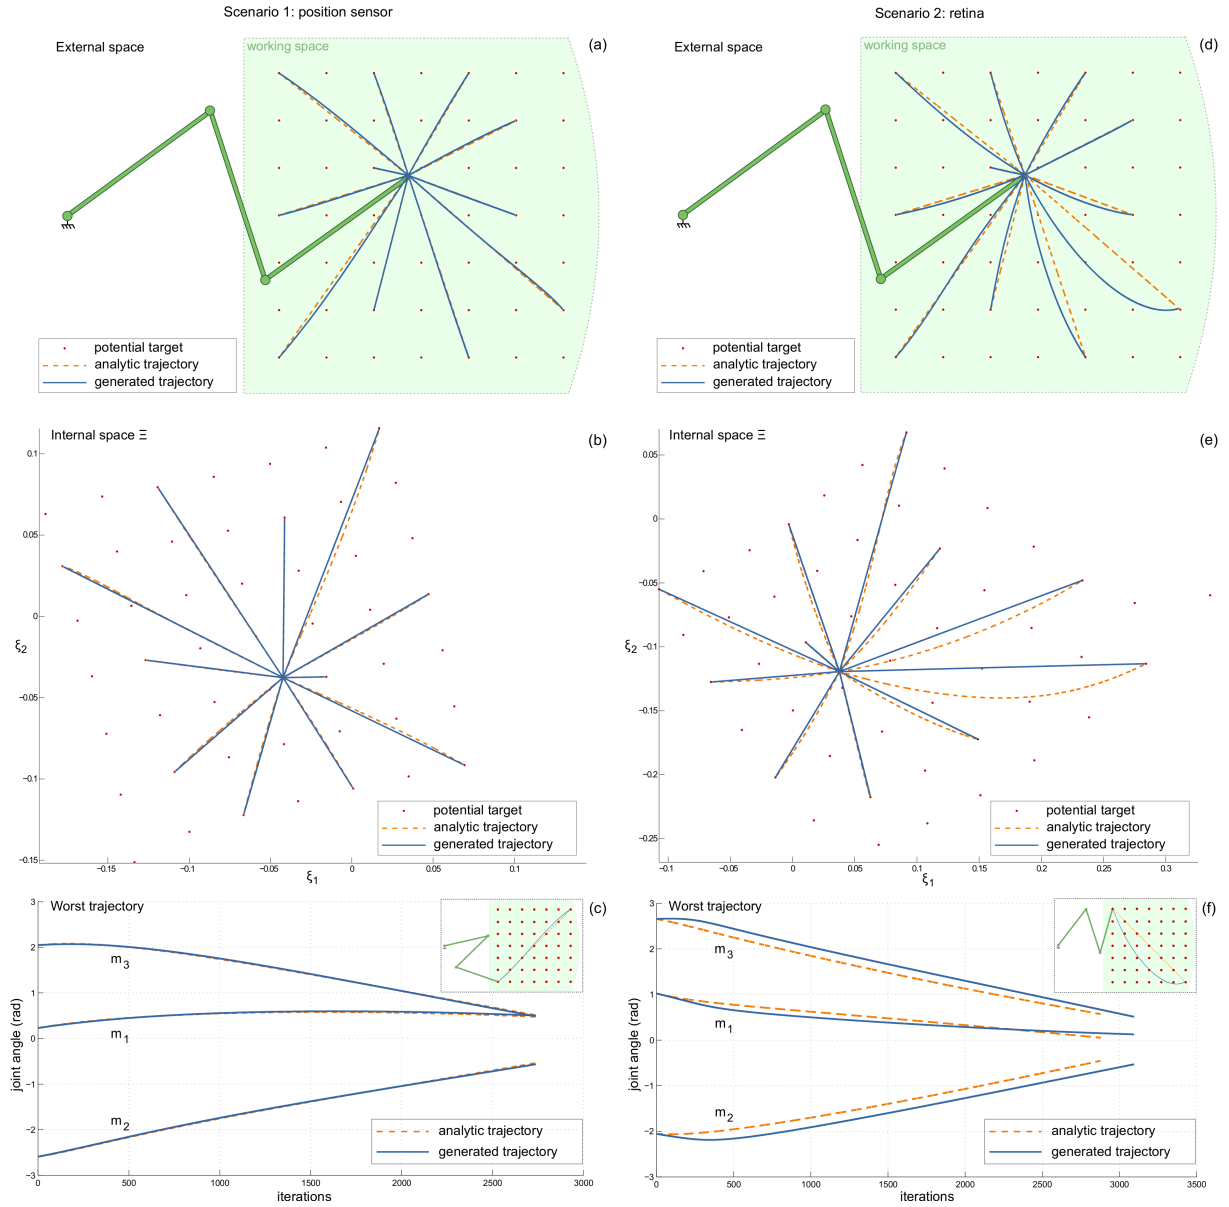 Scenario 1: position sensor
External space
working space
(a)
potential target
analytic trajectory
generated trajectory
Scenario 2: retina
External space
working space
(d)
potential target
analytic trajectory
generated trajectory
Internal space Ξ
(b)
0.1
0.05
0
−0.05
−0.1
−0.15
ξ2
−0.15
−0.1
−0.05
0
0.05
0.1
ξ1
potential target
analytic trajectory
generated trajectory
Internal space Ξ
(e)
0.05
0
−0.05
−0.1
−0.15
−0.2
−0.25
ξ2
−0.1
−0.05
0
0.05
0.1
0.15
0.2
0.25
0.3
ξ1
potential target
analytic trajectory
generated trajectory
Worst trajectory
(c)
3
2
1
0
−1
−2
−3
joint angle (rad)
m3
m1
m2
analytic trajectory
generated trajectory
0
500
1000
1500
2000
2500
3000
iterations
Worst trajectory
(f)
3
2
1
0
−1
−2
−3
joint angle (rad)
m3
m1
m2
analytic trajectory
generated trajectory
0
500
1000
1500
2000
2500
3000
3500
iterations